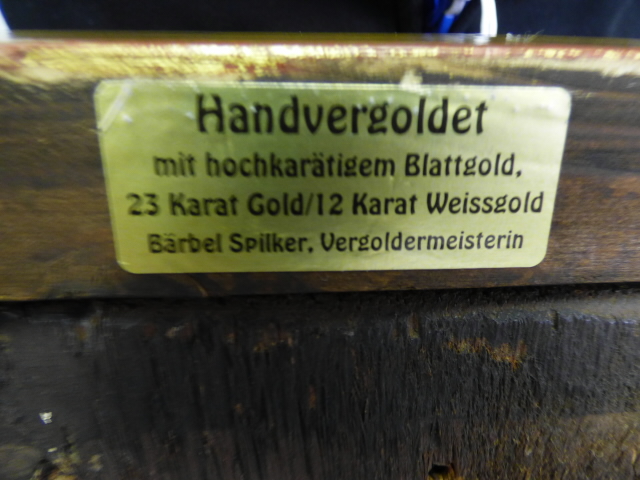 Handvergoldet
mit hochkarätigem Blattgold,
23 Karat Gold/12 Karat Weissgold
Bärbel Spilker, Vergoldermeisterin